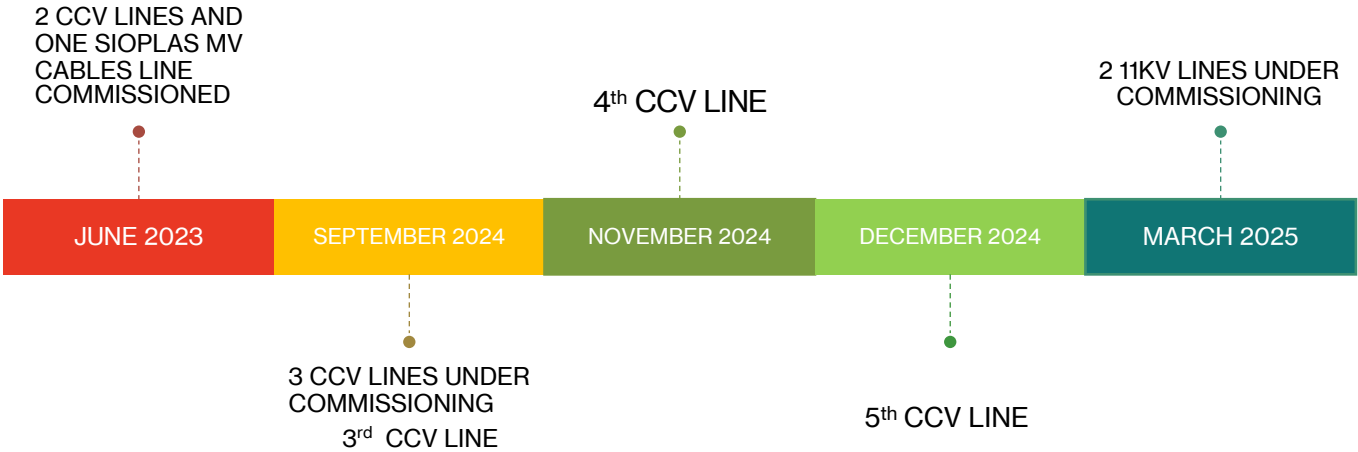 2 CCV LINES AND
ONE SIOPLAS MV
CABLES LINE
COMMISSIONED
4th CCV LINE
2 11KV LINES UNDER
COMMISSIONING
JUNE 2023
SEPTEMBER 2024
NOVEMBER 2024
DECEMBER 2024
MARCH 2025
3 CCV LINES UNDER
COMMISSIONING
3rd CCV LINE
5th CCV LINE